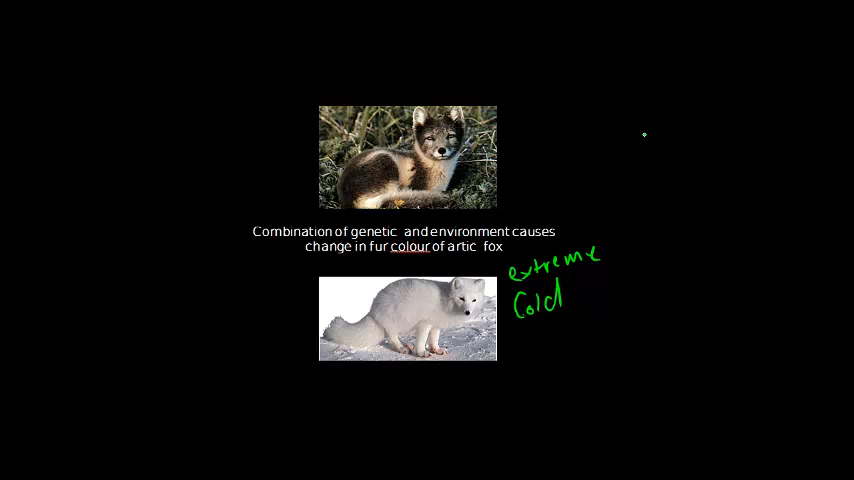 Combination of genetic and environment causes
change in fur colour of artic fox
extreme
Cold